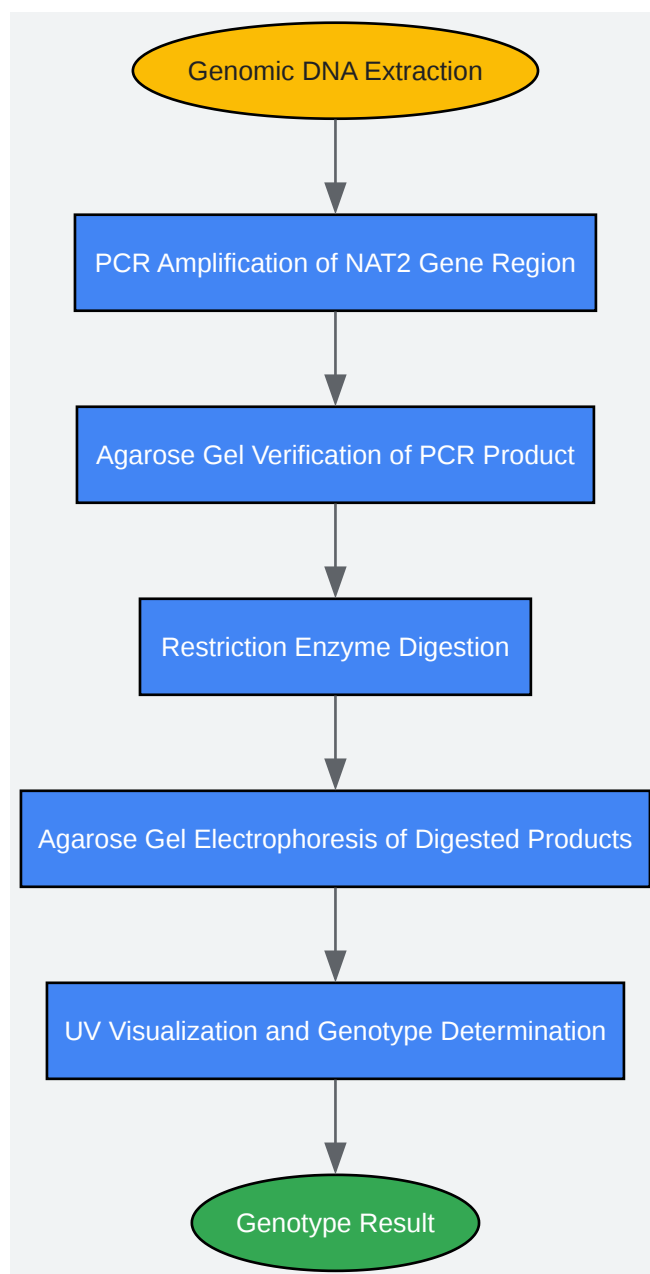 Genomic DNA Extraction
PCR Amplification of NAT2 Gene Region
Agarose Gel Verification of PCR Product
Restriction Enzyme Digestion
Agarose Gel Electrophoresis of Digested Products
UV Visualization and Genotype Determination
Genotype Result